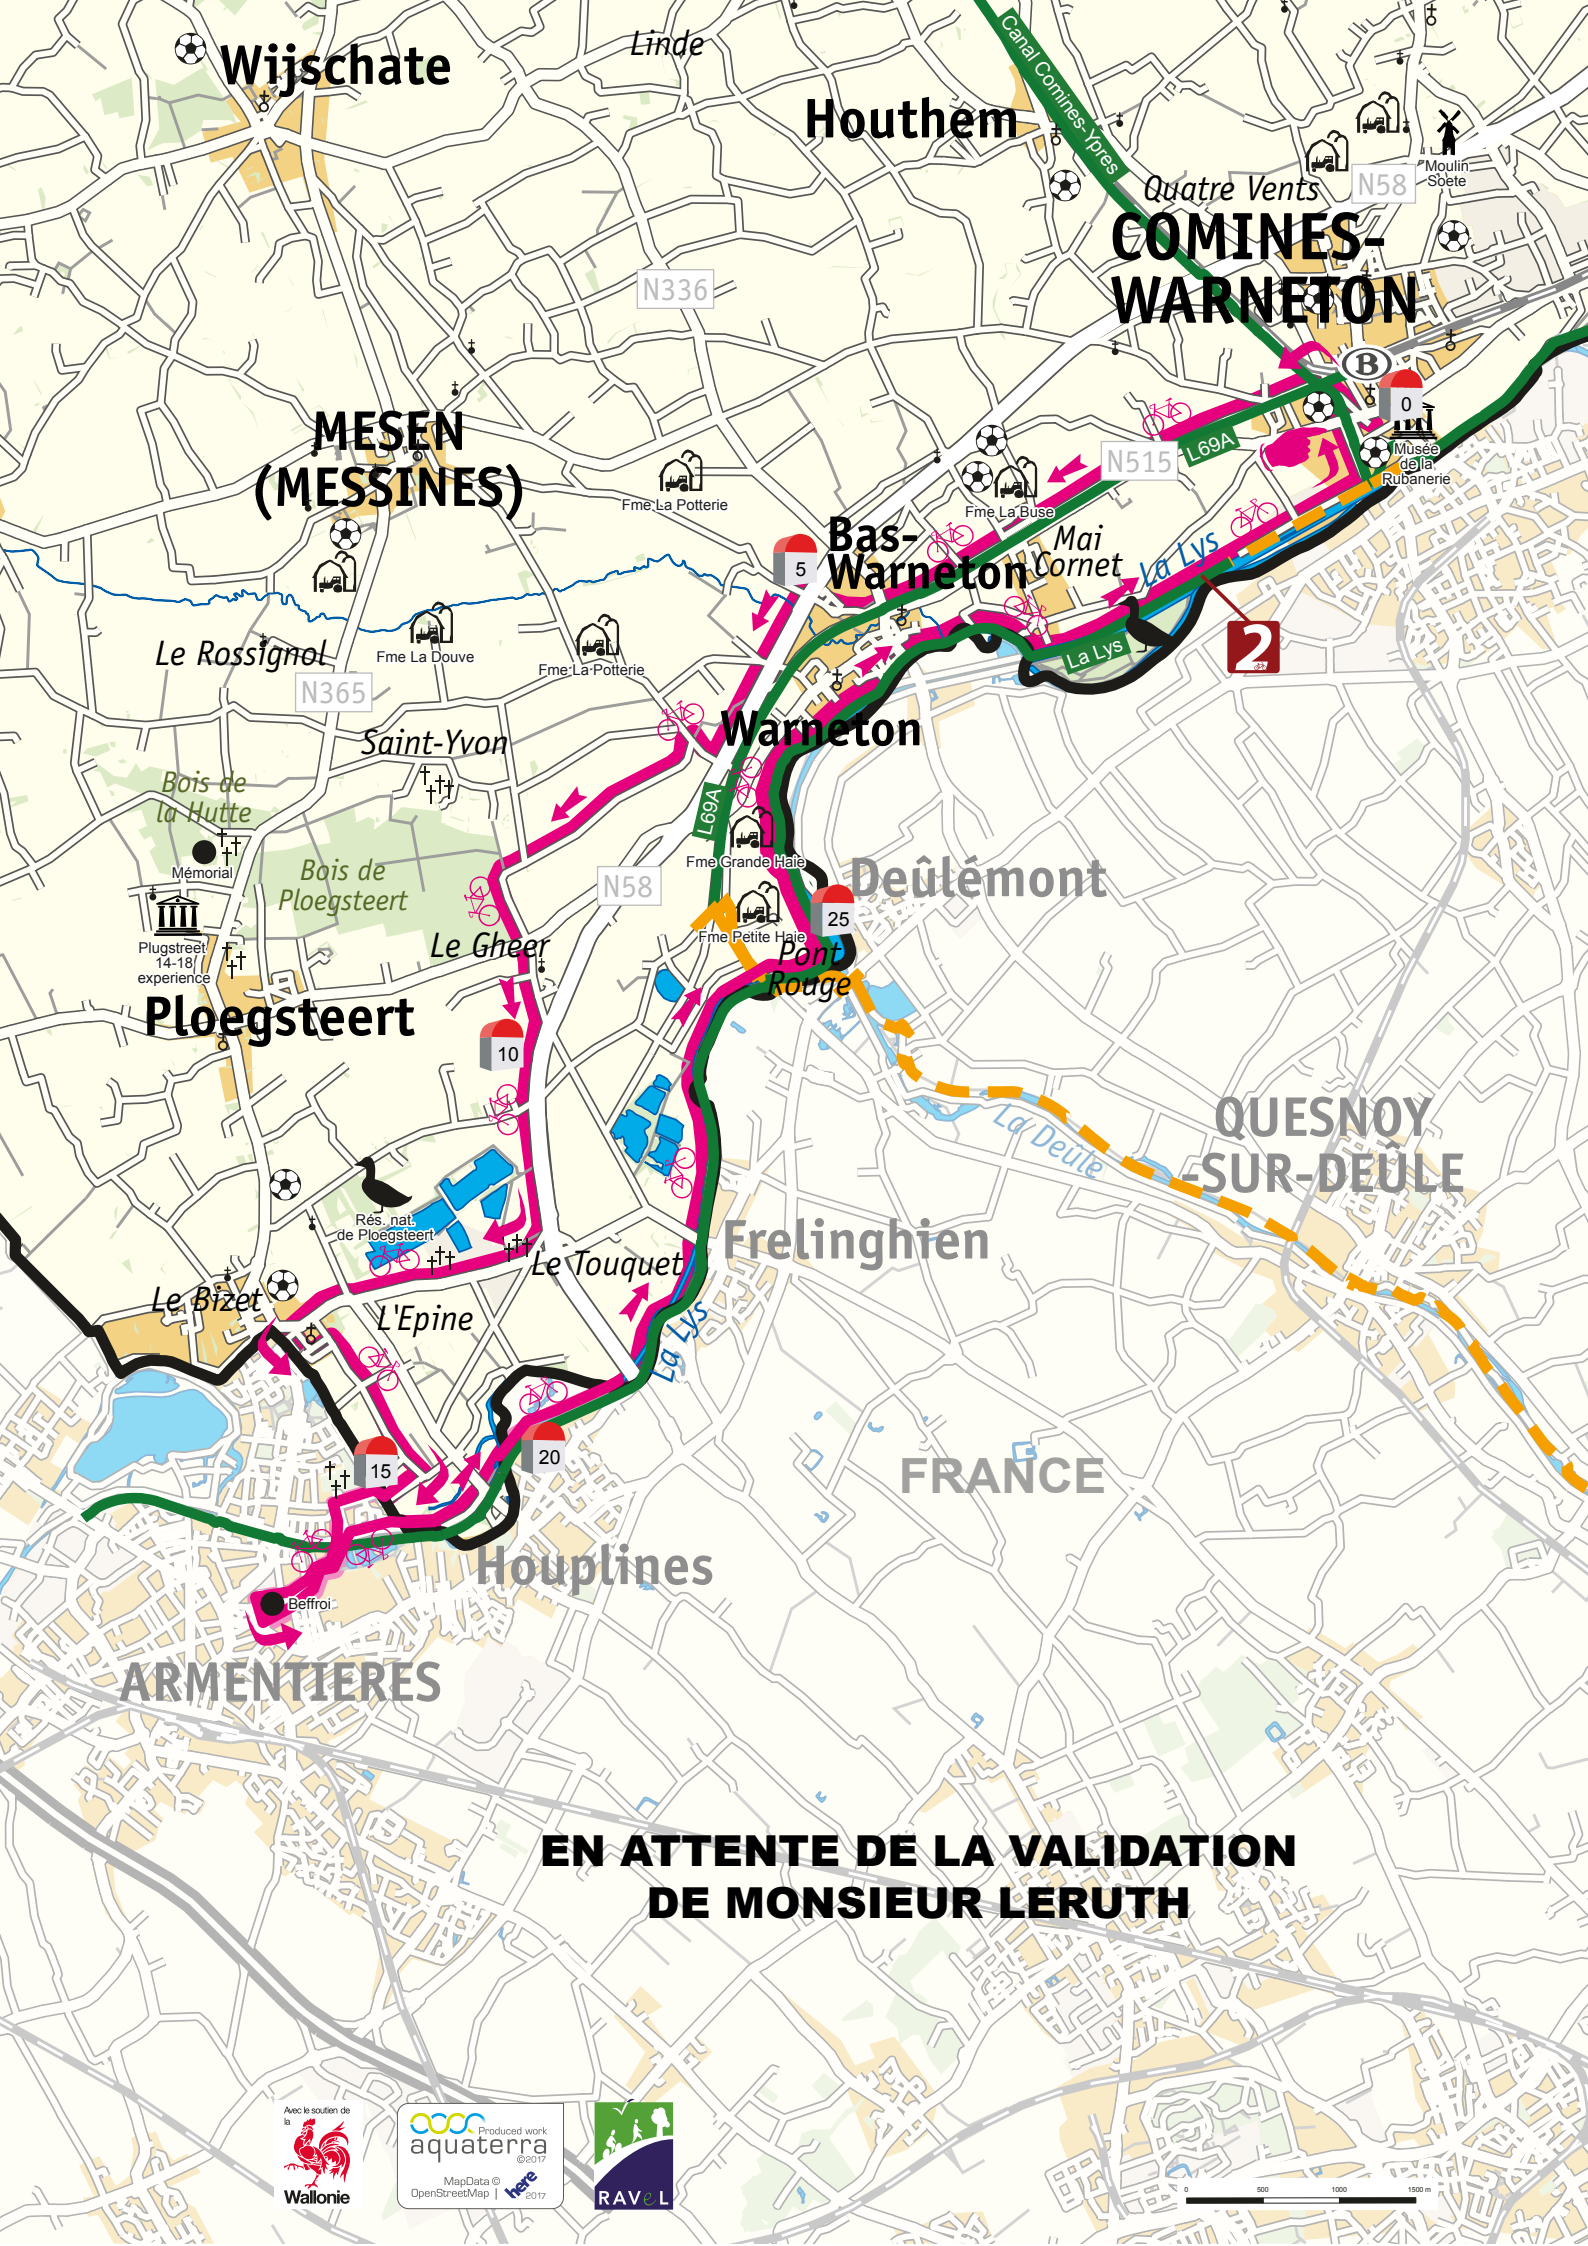 Linde
Wijschate
Houthem
Canal Comines-Ypres
Moulin
Soete
Quatre Vents
N58
COMINES-
WARNETON
N336
B
0
Musée
de la
Rubanerie
MESEN
(MESSINES)
N515
L69A
Fme La Potterie
Fme La Buse
Bas-
Warneton
Mai
Cornet
La Lys
5
Le Rossignol
Fme La Douve
Fme La Potterie
La Lys
2
N365
Saint-Yvon
Warneton
Bois de
la Hutte
L69A
Mémorial
Bois de
Ploegsteert
Fme Grande Haie
Deûlémont
N58
25
Plugstreet
14-18
experience
Le Gheer
Fme Petite Haie
Pont
Rouge
Ploegsteert
10
La Deûle
QUESNOY
-SUR-DEÛLE
Rés. nat.
de Ploegsteert
Le Touquet
Frelinghien
Le Bizet
L'Epine
La Lys
15
20
FRANCE
Houplines
Beffroi
ARMENTIERES
EN ATTENTE DE LA VALIDATION
DE MONSIEUR LERUTH
Avec le soutien de
la
Wallonie
Produced work
aquaterra
©2017
MapData ©
OpenStreetMap | here
2017
RAVeL
0 500 1000 1500 m